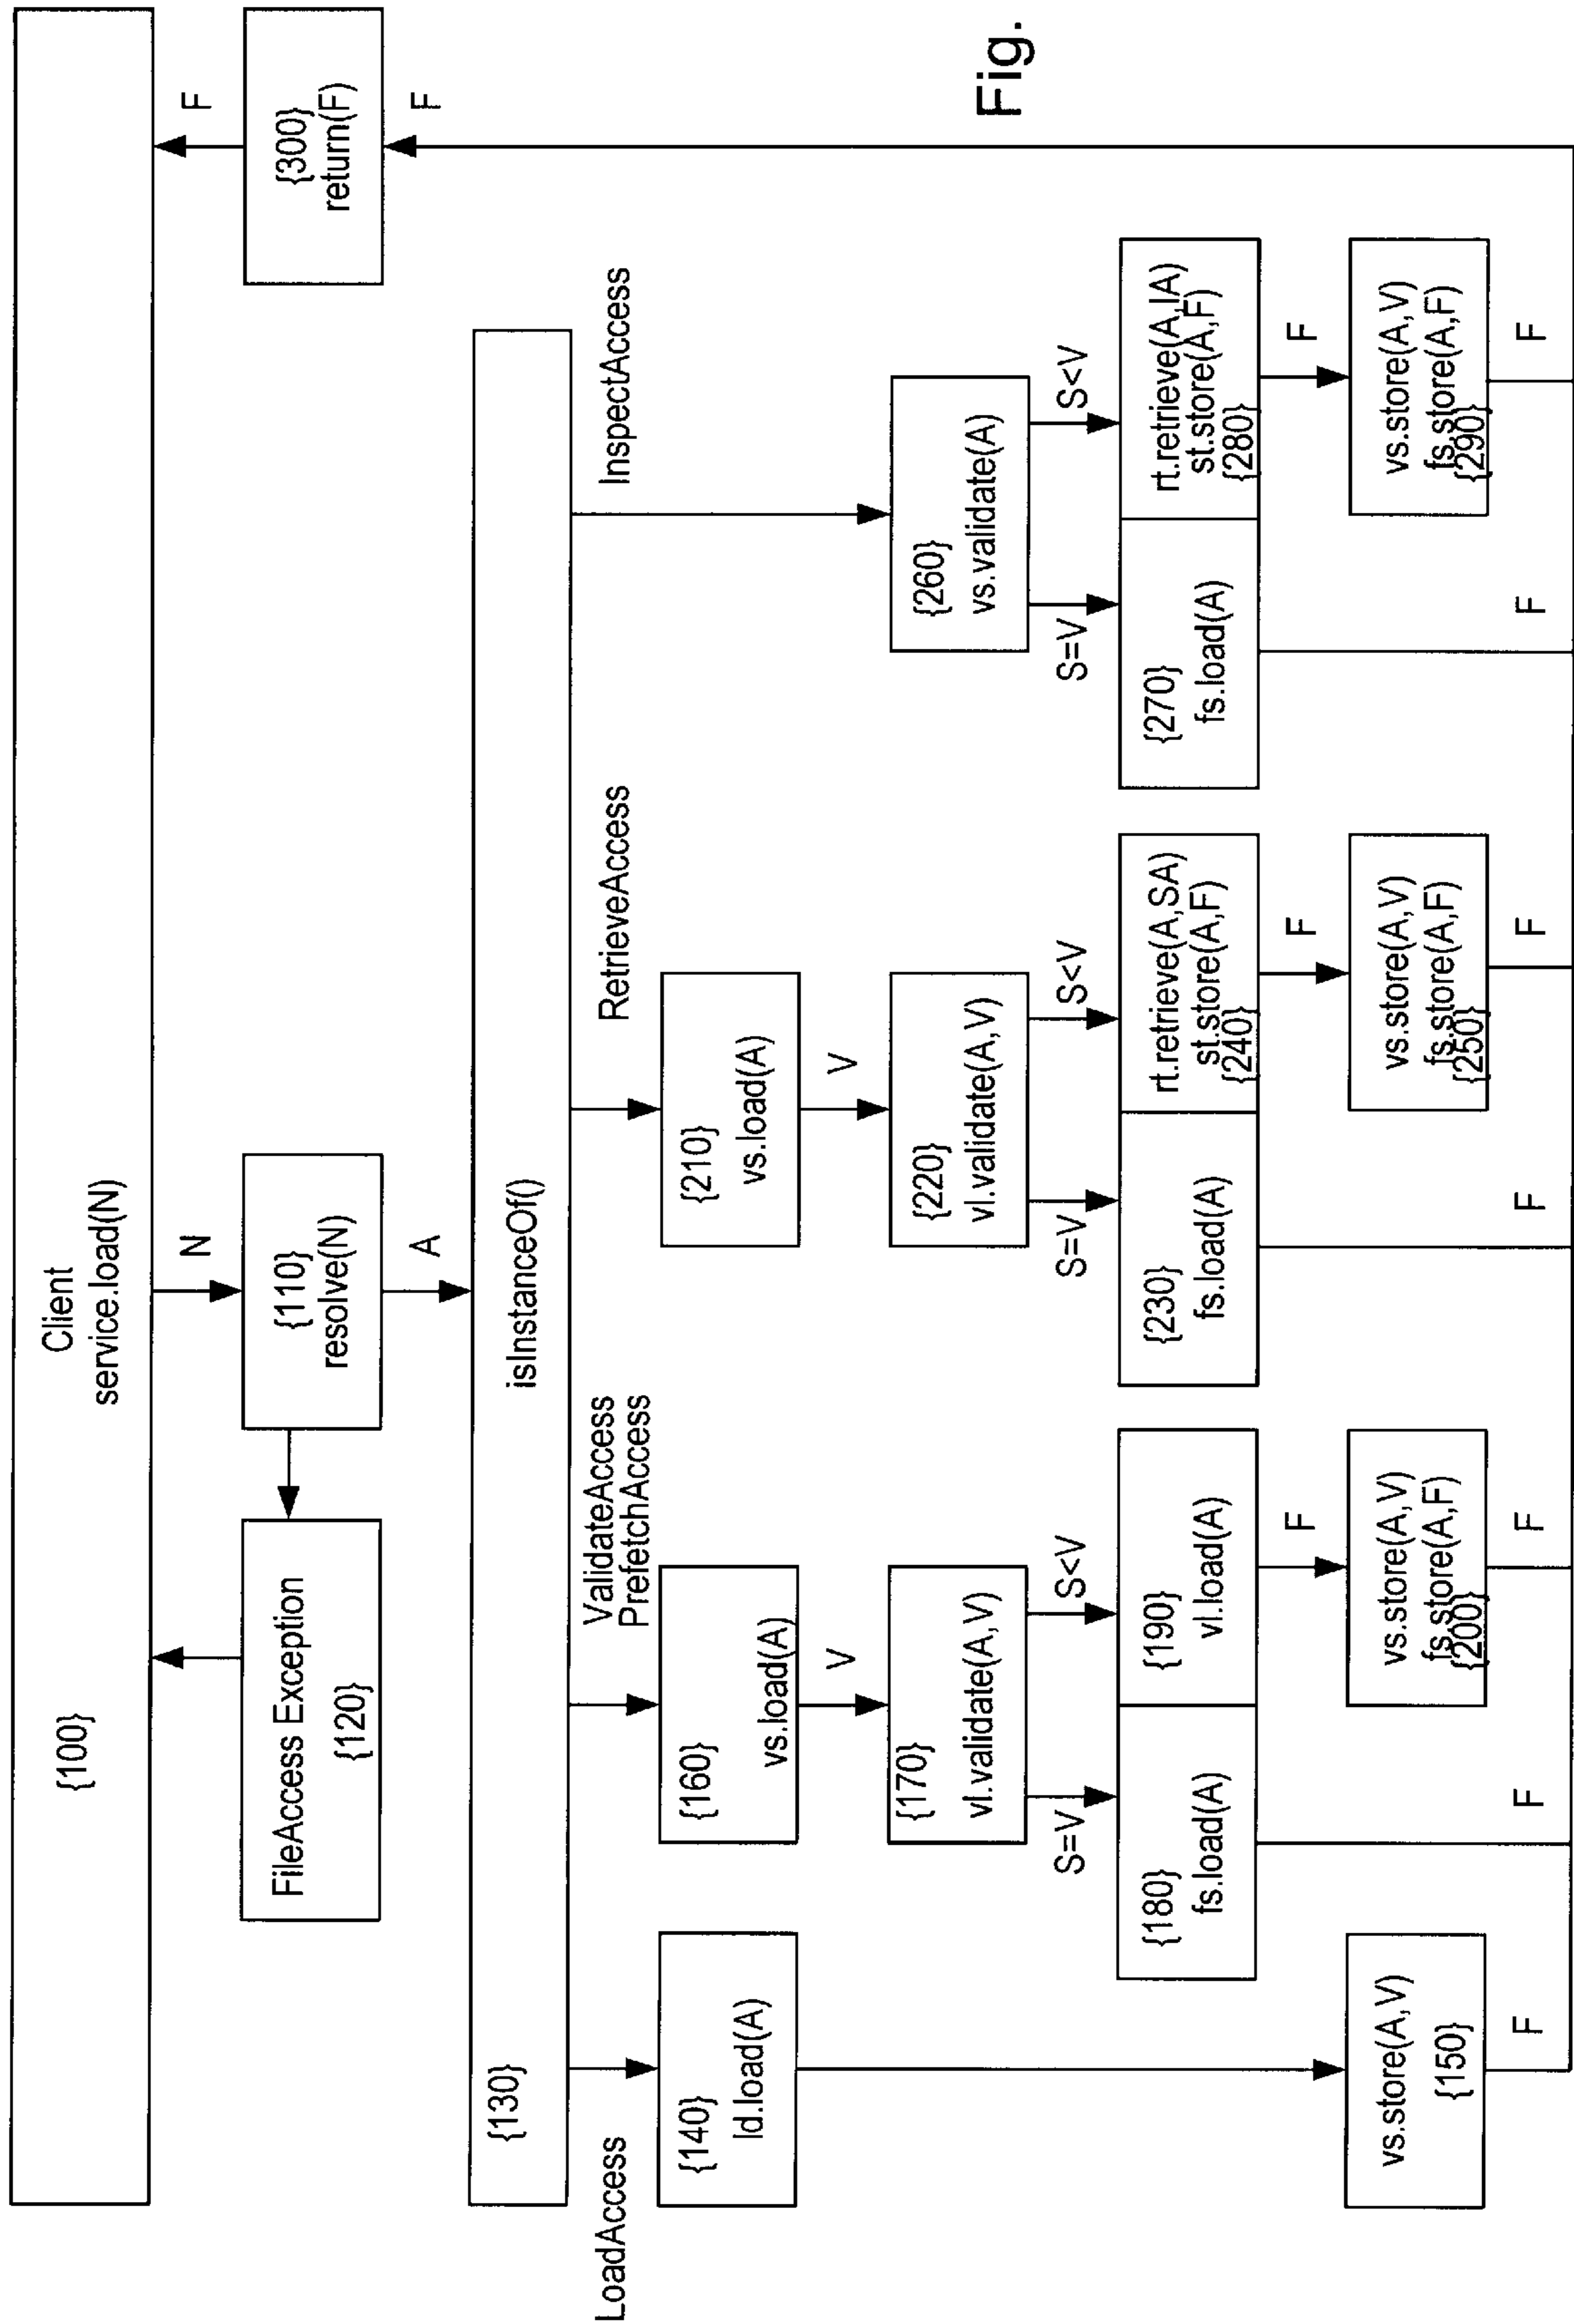 Client
service.load(N)
{100}
N
F
FileAccess Exception
{120}
{110}
resolve(N)
{300}
return(F)
A
F
{130}
isInstanceOf()
LoadAccess
ValidateAccess
PrefetchAccess
RetrieveAccess
InspectAccess
{140}
ld.load(A)
{160}
vs.load(A)
{210}
vs.load(A)
V
V
{170}
vl.validate(A,V)
{220}
vl.validate(A,V)
{260}
vs.validate(A)
S=V
S<V
S=V
S<V
S=V
S<V
{180}
fs.load(A)
{190}
vl.load(A)
{230}
fs.load(A)
rt.retrieve(A,SA)
st.store(A,F)
{240}
{270}
fs.load(A)
rt.retrieve(A,IA)
st.store(A,F)
{280}
F
F
F
vs.store(A,V)
{150}
vs.store(A,V)
fs.store(A,F)
{200}
vs.store(A,V)
fs.store(A,F)
{250}
vs.store(A,V)
fs.store(A,F)
{290}
F
F
F
F
F
F
F
Fig.